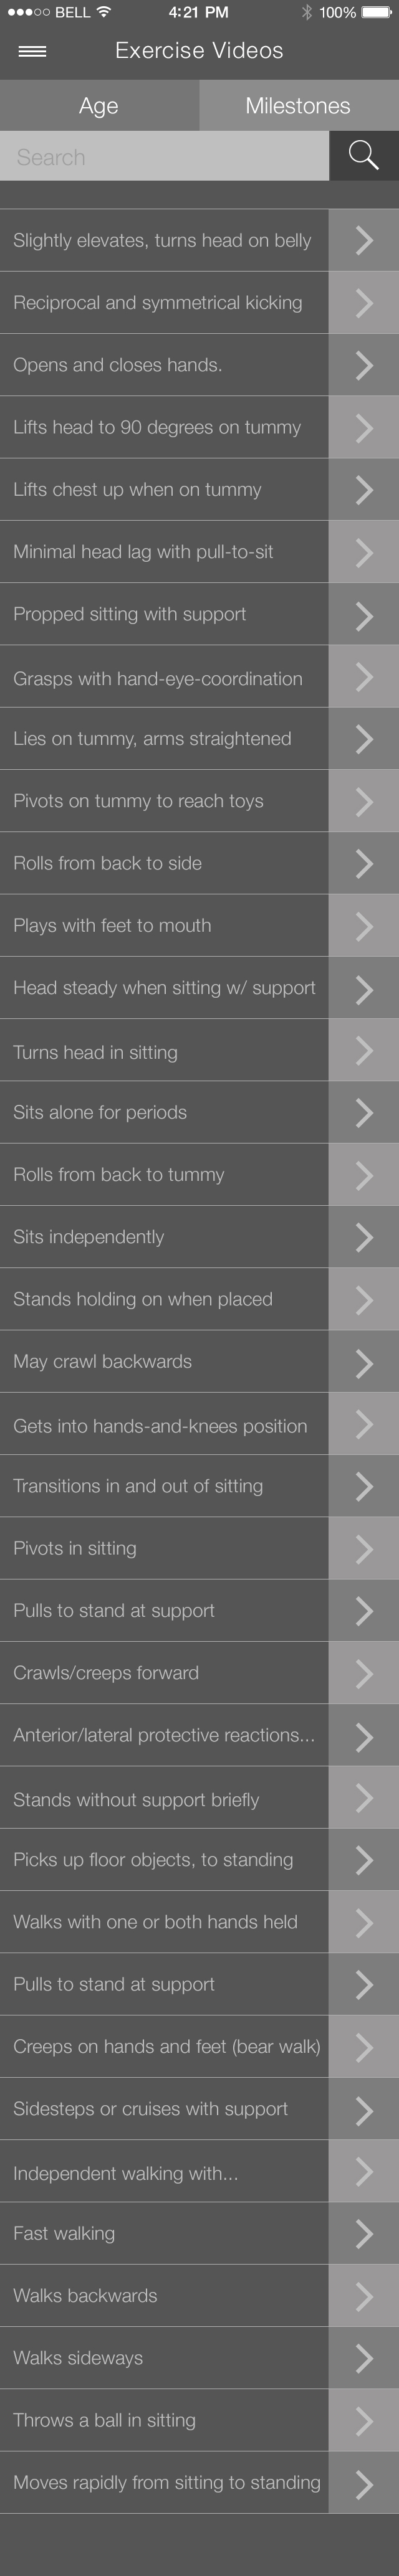 BELL 4:21 PM 100%
Exercise Videos
Age Milestones
Search
Slightly elevates, turns head on belly
Reciprocal and symmetrical kicking
Opens and closes hands.
Lifts head to 90 degrees on tummy
Lifts chest up when on tummy
Minimal head lag with pull-to-sit
Propped sitting with support
Grasps with hand-eye-coordination
Lies on tummy, arms straightened
Pivots on tummy to reach toys
Rolls from back to side
Plays with feet to mouth
Head steady when sitting w/ support
Turns head in sitting
Sits alone for periods
Rolls from back to tummy
Sits independently
Stands holding on when placed
May crawl backwards
Gets into hands-and-knees position
Transitions in and out of sitting
Pivots in sitting
Pulls to stand at support
Crawls/creeps forward
Anterior/lateral protective reactions...
Stands without support briefly
Picks up floor objects, to standing
Walks with one or both hands held
Pulls to stand at support
Creeps on hands and feet (bear walk)
Sidesteps or cruises with support
Independent walking with...
Fast walking
Walks backwards
Walks sideways
Throws a ball in sitting
Moves rapidly from sitting to standing